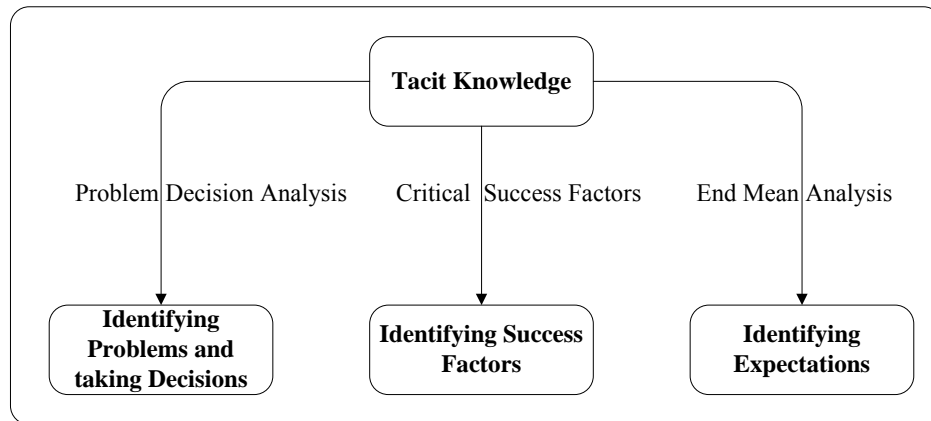 Tacit Knowledge
Problem Decision Analysis
Critical Success Factors
End Mean Analysis
Identifying
Problems and
taking Decisions
Identifying Success
Factors
Identifying
Expectations